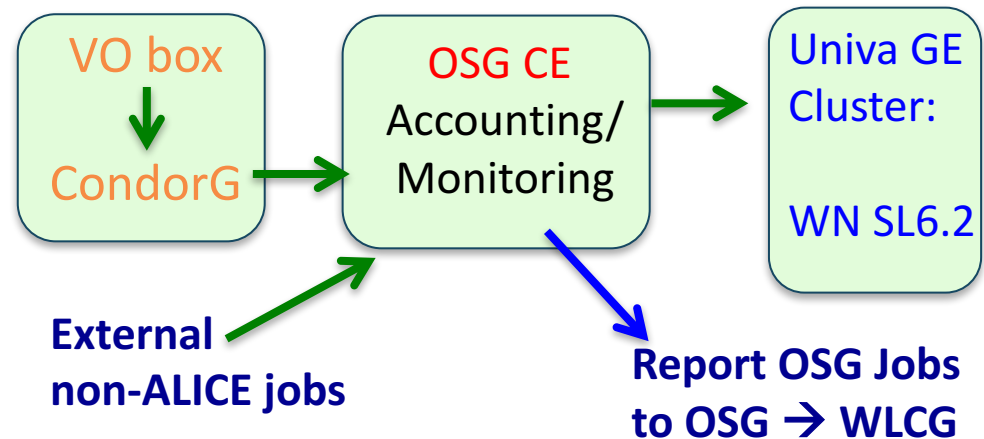 VO box
CondorG
OSG CE
Accounting/
Monitoring
Univa GE
Cluster:
WN SL6.2
External
non-ALICE jobs
Report OSG Jobs
to OSG → WLCG